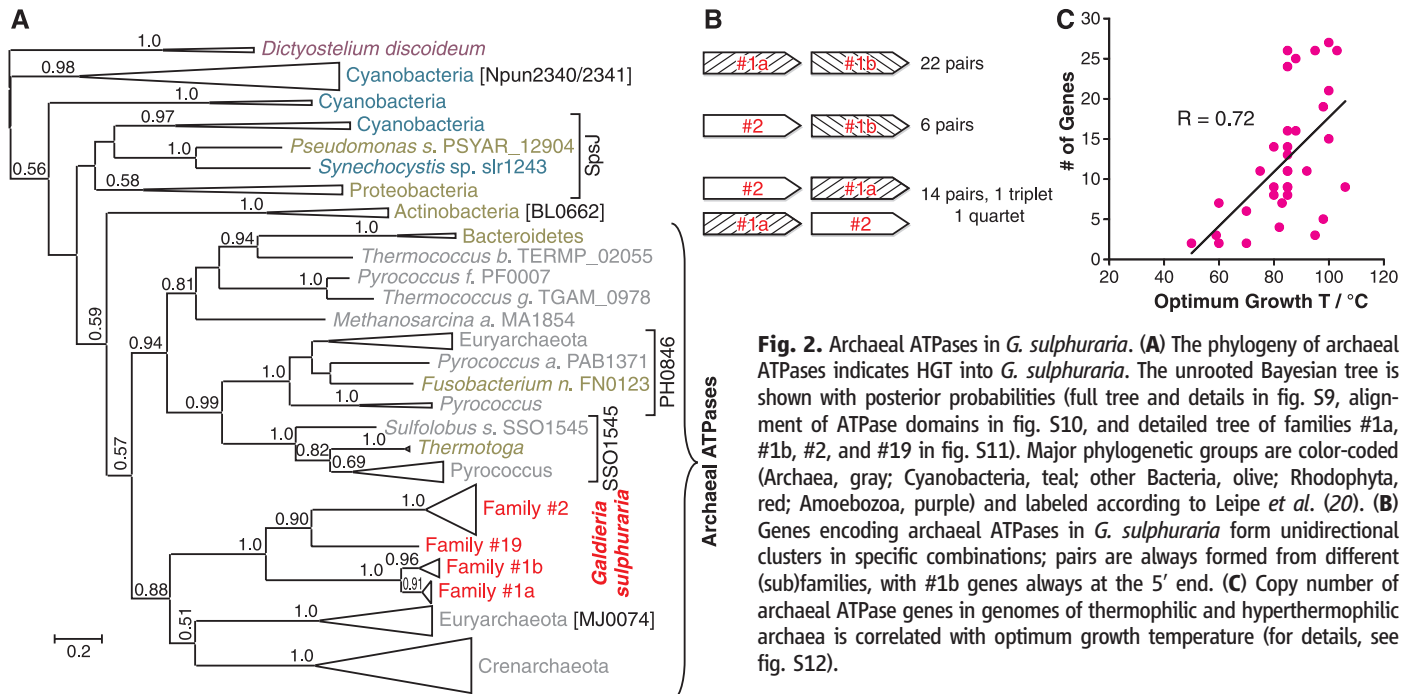 A
1.0
Dictyostelium discoideum
0.98
Cyanobacteria [Npun2340/2341]
1.0
Cyanobacteria
0.97
Cyanobacteria
Pseudomonas s. PSYAR_12904
1.0
Synechocystis sp. slr1243
0.56
0.58
Proteobacteria
SpsJ
1.0
Actinobacteria [BL0662]
1.0
Bacteroidetes
0.94
Thermococcus b. TERMP_02055
0.81
Pyrococcus f. PF0007
1.0
Thermococcus g. TGAM_0978
Methanosarcina a. MA1854
0.59
0.94
1.0
Euryarchaeota
Pyrococcus a. PAB1371
1.0
Fusobacterium n. FN0123
1.0
Pyrococcus
PH0846
0.99
Sulfolobus s. SSO1545
1.0
1.0
Thermotoga
0.82
0.69
Pyrococcus
SSO1545
0.57
1.0
Family #2
0.90
Family #19
1.0
0.96
Family #1b
1.0
0.91
Family #1a
Galdieria
sulphuraria
0.88
1.0
Euryarchaeota [MJ0074]
0.51
1.0
Crenarchaeota
0.2
Archaeal ATPases
B
#1a #1b 22 pairs
#2 #1b 6 pairs
#2 #1a
14 pairs, 1 triplet
1 quartet
#1a #2
C
30
25
20
15
10
5
0
# of Genes
R = 0.72
20 40 60 80 100 120
Optimum Growth T / °C
Fig. 2. Archaeal ATPases in G. sulphuraria. (A) The phylogeny of archaeal
ATPases indicates HGT into G. sulphuraria. The unrooted Bayesian tree is
shown with posterior probabilities (full tree and details in fig. S9, align-
ment of ATPase domains in fig. S10, and detailed tree of families #1a,
#1b, #2, and #19 in fig. S11). Major phylogenetic groups are color-coded
(Archaea, gray; Cyanobacteria, teal; other Bacteria, olive; Rhodophyta,
red; Amoebozoa, purple) and labeled according to Leipe et al. (20). (B)
Genes encoding archaeal ATPases in G. sulphuraria form unidirectional
clusters in specific combinations; pairs are always formed from different
(sub)families, with #1b genes always at the 5′ end. (C) Copy number of
archaeal ATPase genes in genomes of thermophilic and hyperthermophilic
archaea is correlated with optimum growth temperature (for details, see
fig. S12).